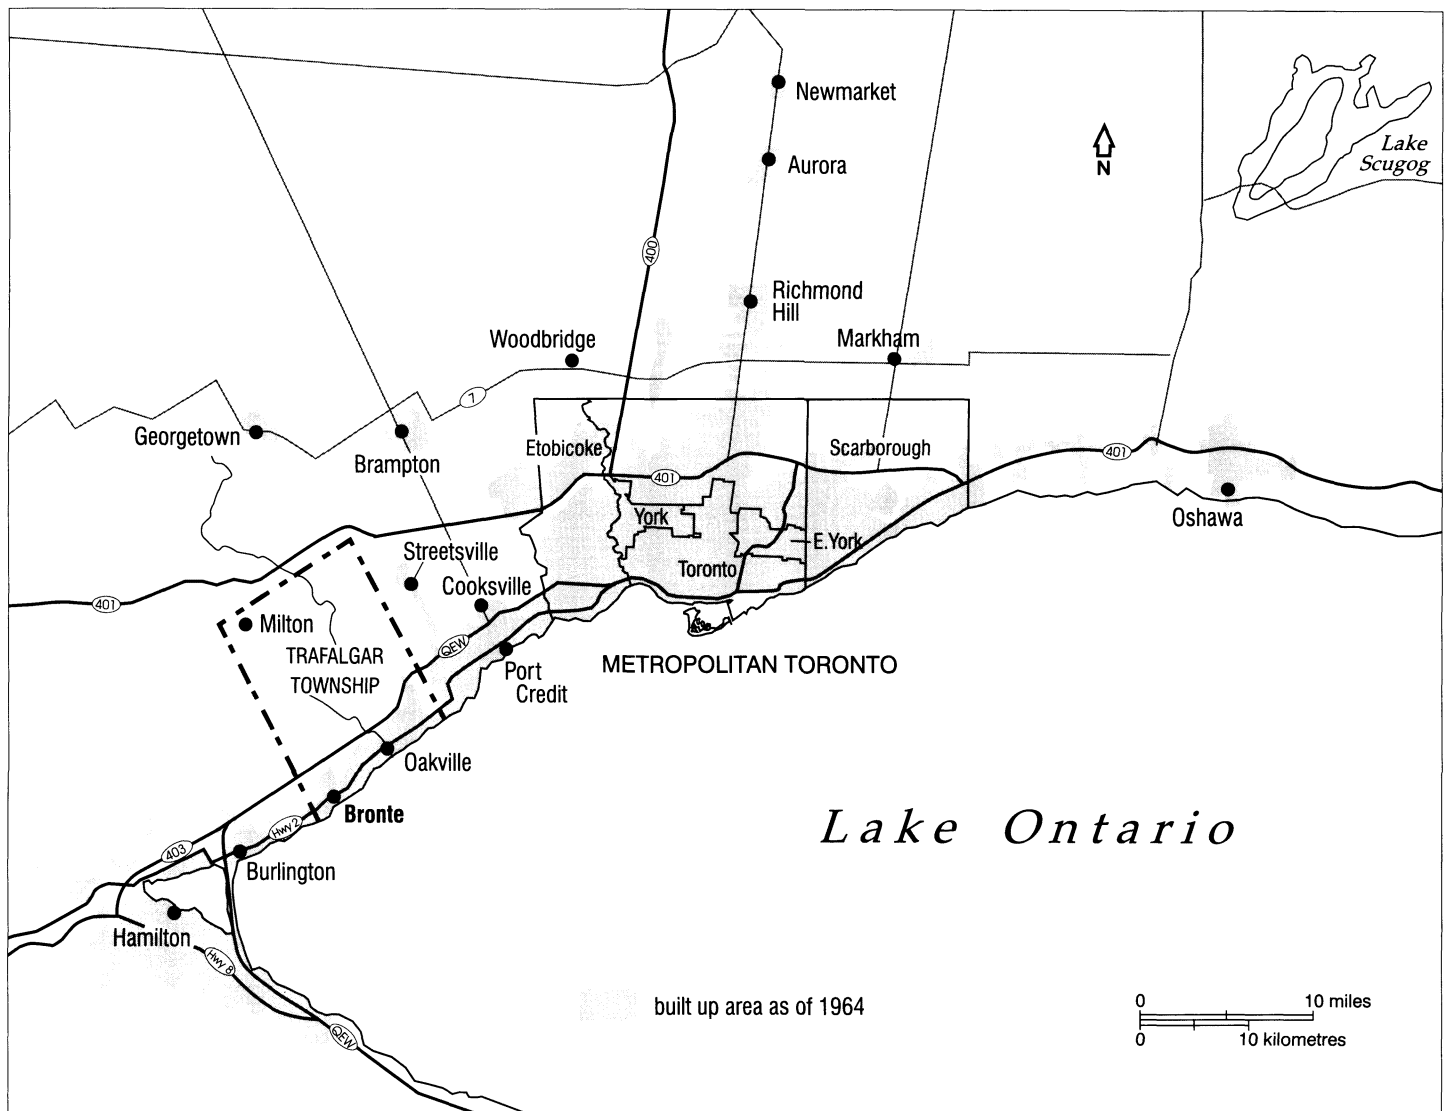 Newmarket
Aurora
N
Lake
Scugog
400
Richmond
Hill
Woodbridge
Markham
7
Georgetown
Brampton
Etobicoke
Scarborough
401
401
York
Oshawa
E.York
Streetsville
Toronto
Cooksville
401
Milton
QEW
TRAFALGAR
TOWNSHIP
METROPOLITAN TORONTO
Port
Credit
Oakville
Bronte
Hwy 2
Lake Ontario
403
Burlington
Hamilton
Hwy 8
built up area as of 1964
QEW
0 10 miles
0 10 kilometres